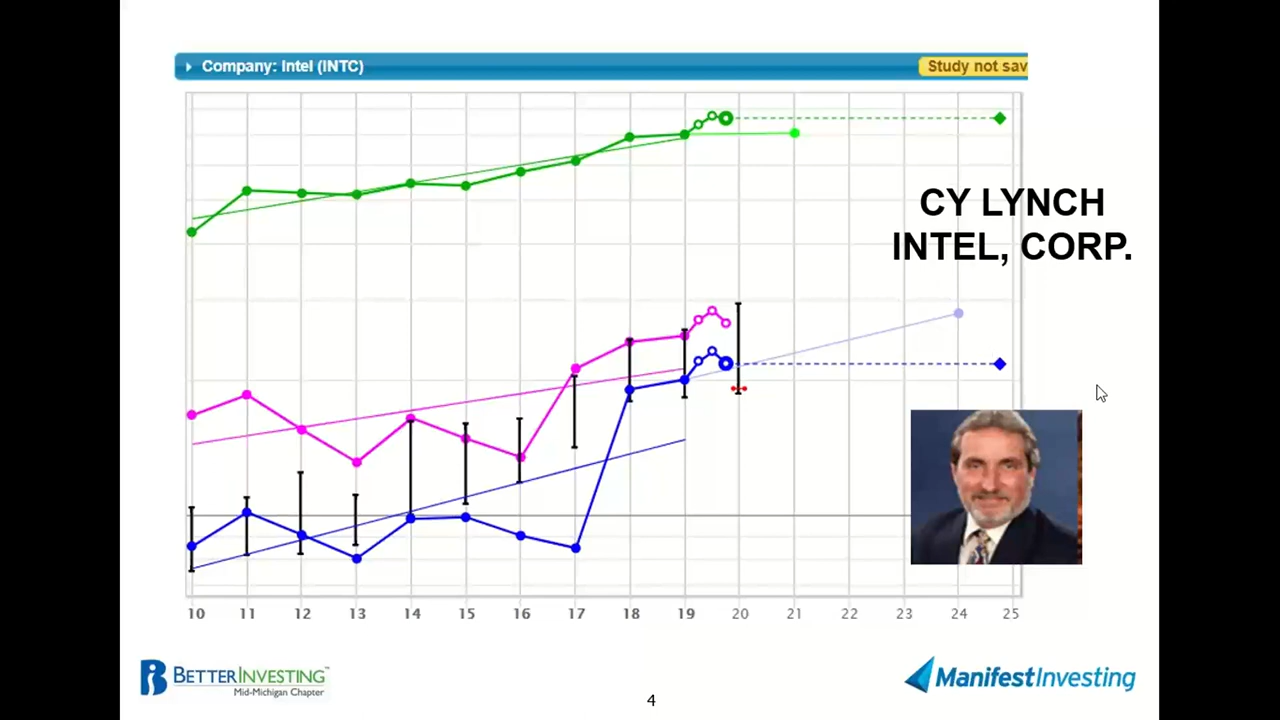 Company: Intel (INTC)
Study not sav
CY LYNCH
INTEL, CORP.
10 11 12 13 14 15 16 17 18 19 20 21 22 23 24 25
BETTERINVESTING™
Mid-Michigan Chapter
ManifestInvesting
4